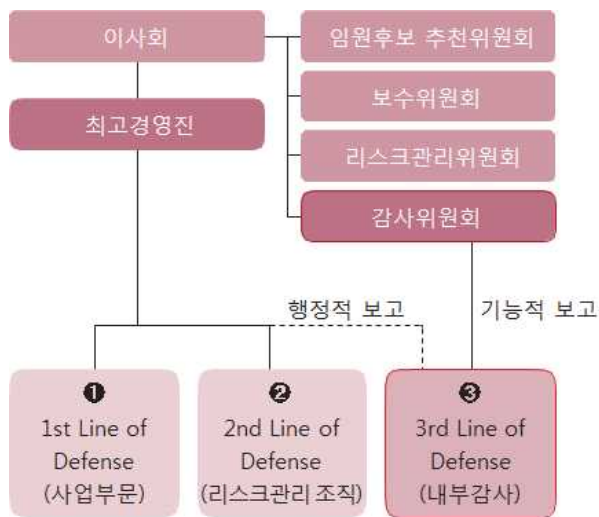 이사회
임원후보 추천위원회
보수위원회
최고경영진
리스크관리위원회
감사위원회
행정적 보고
기능적 보고
❶
1st Line of
Defense
(사업부문)
❷
2nd Line of
Defense
(리스크관리 조직)
❸
3rd Line of
Defense
(내부감사)